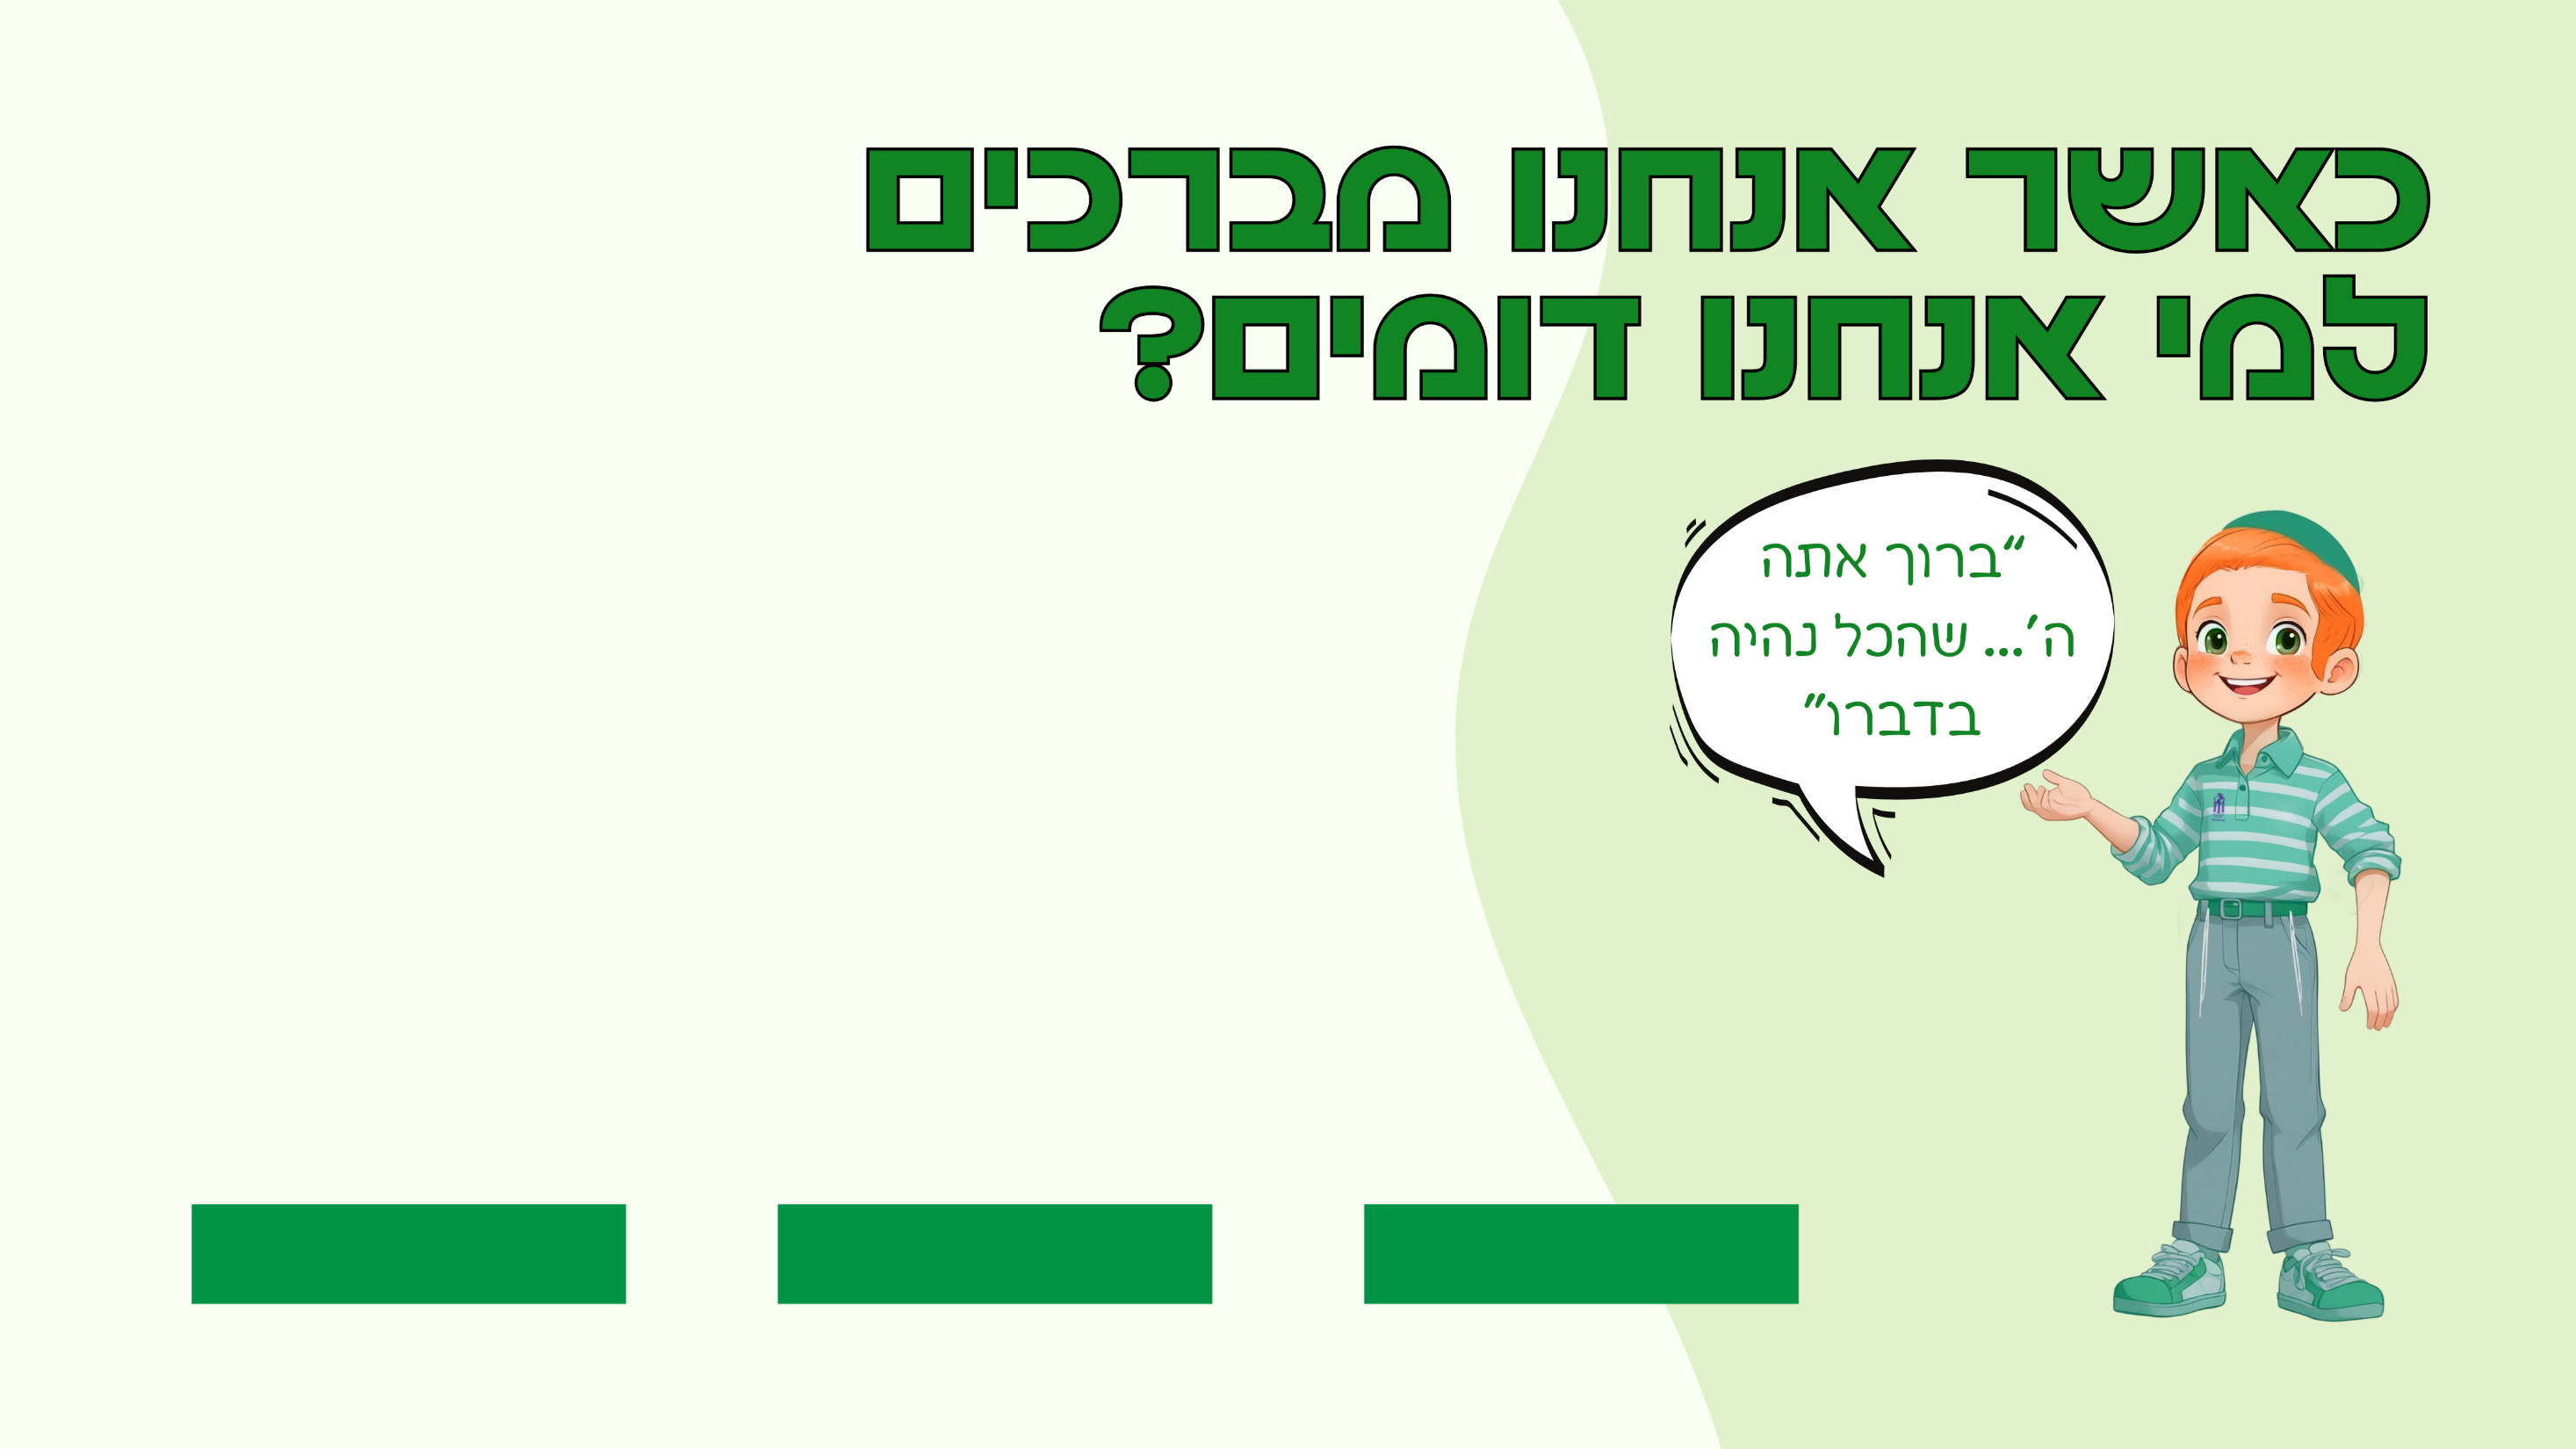 כאשר אנחנו מברכים
למי אנחנו דומים?
"ברוך אתה
ה'... שהכל נהיה
בדברו"